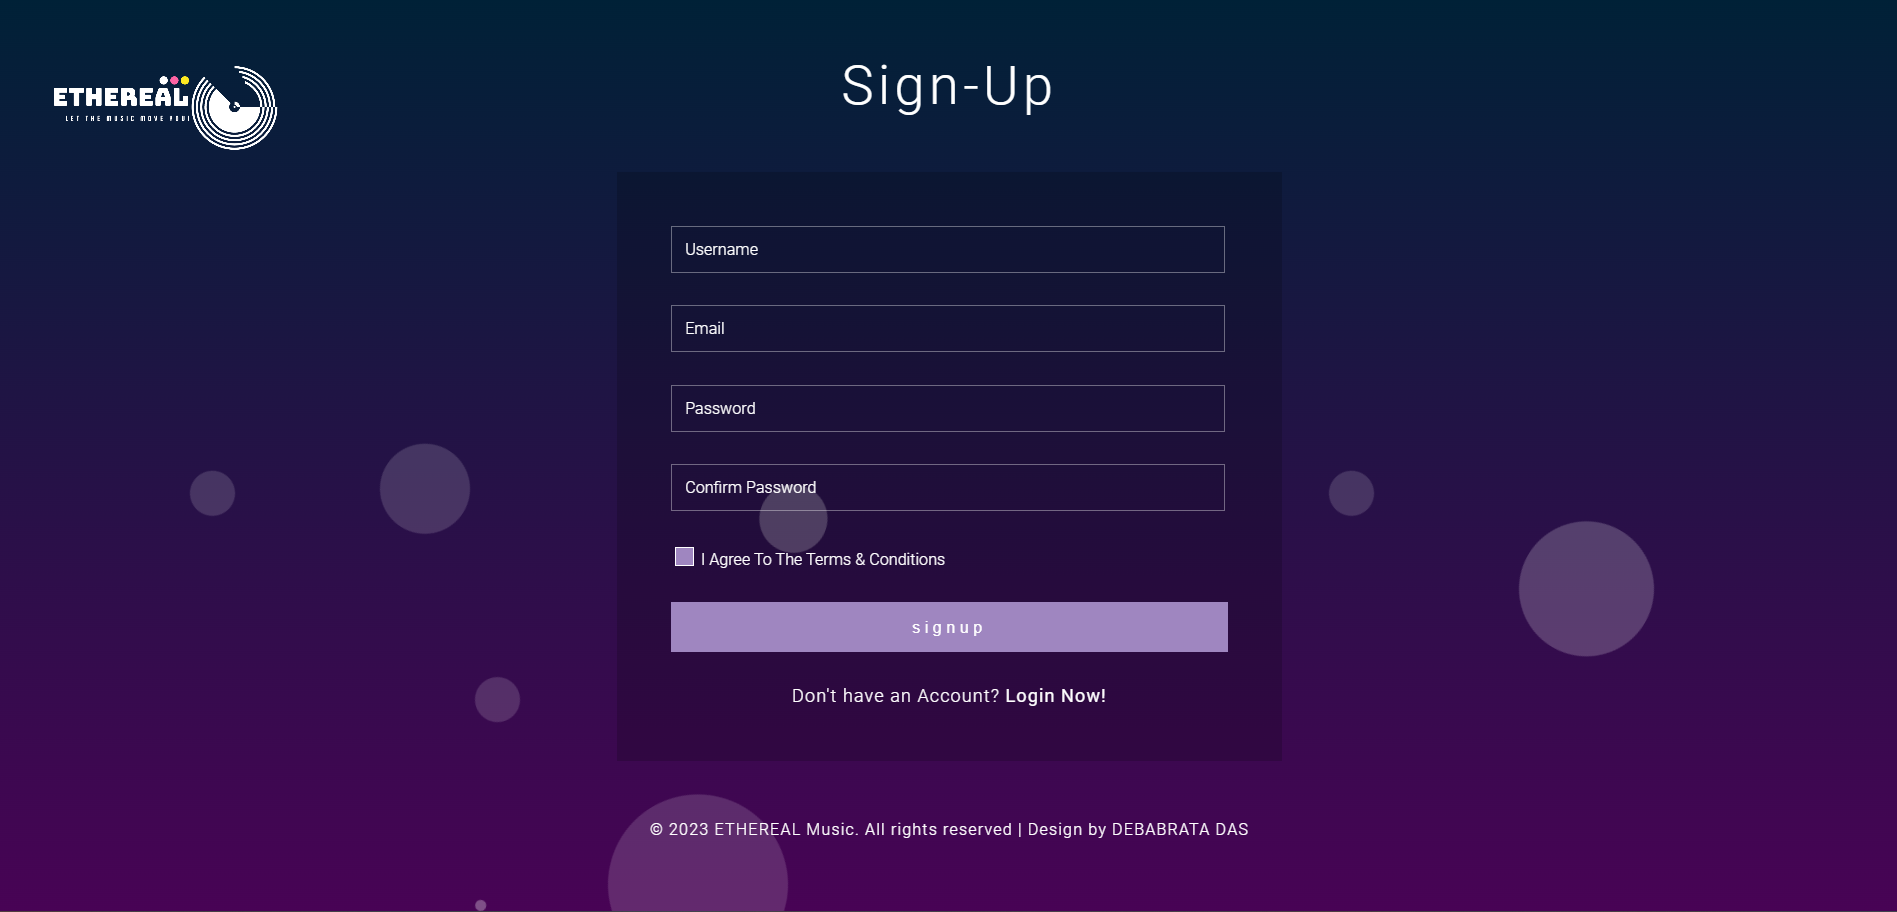 ETHEREAL
LET THE MUSIC MOVE YOU!
Sign-Up
Username
Email
Password
Confirm Password
I Agree To The Terms & Conditions
signup
Don't have an Account? Login Now!
© 2023 ETHEREAL Music. All rights reserved | Design by DEBABRATA DAS